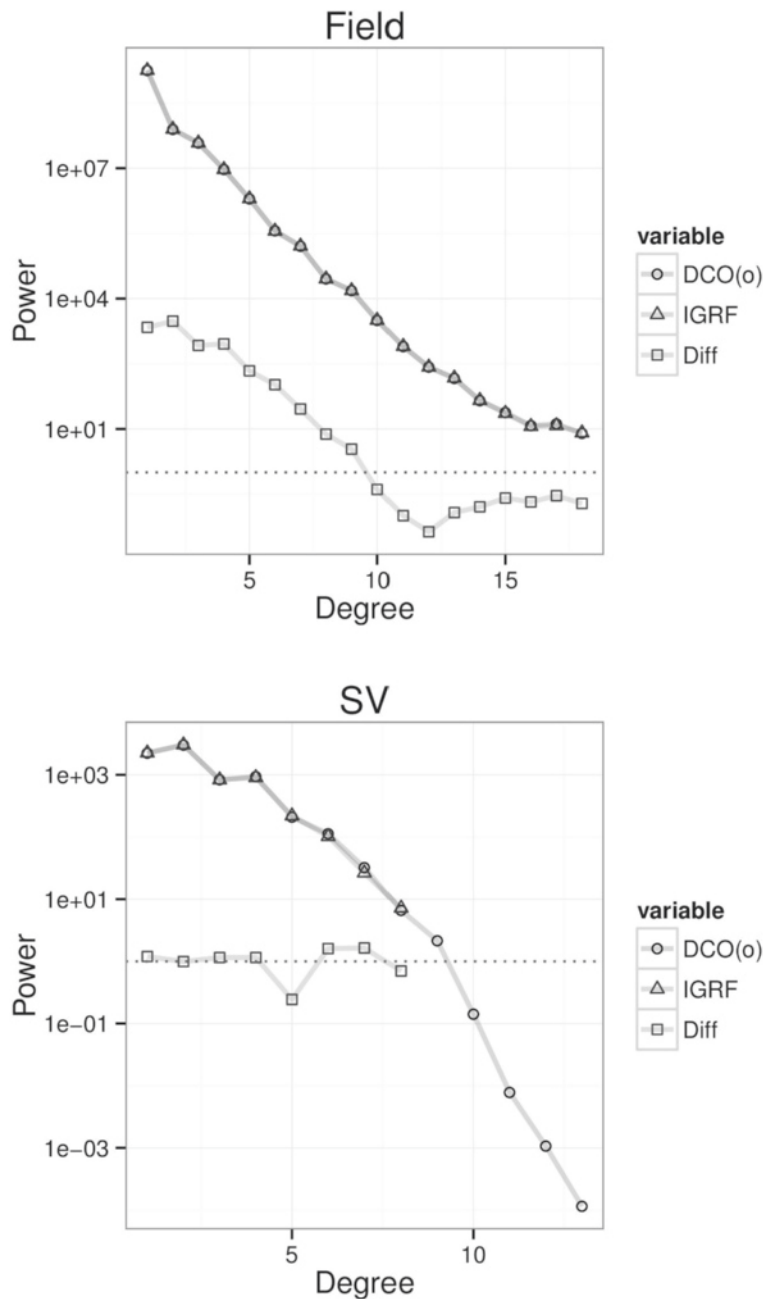 Field
Power
1e+07
1e+04
1e+01
5
10
15
Degree
variable
DCO(o)
IGRF
Diff
SV
Power
1e+03
1e+01
1e−01
1e−03
5
10
Degree
variable
DCO(o)
IGRF
Diff